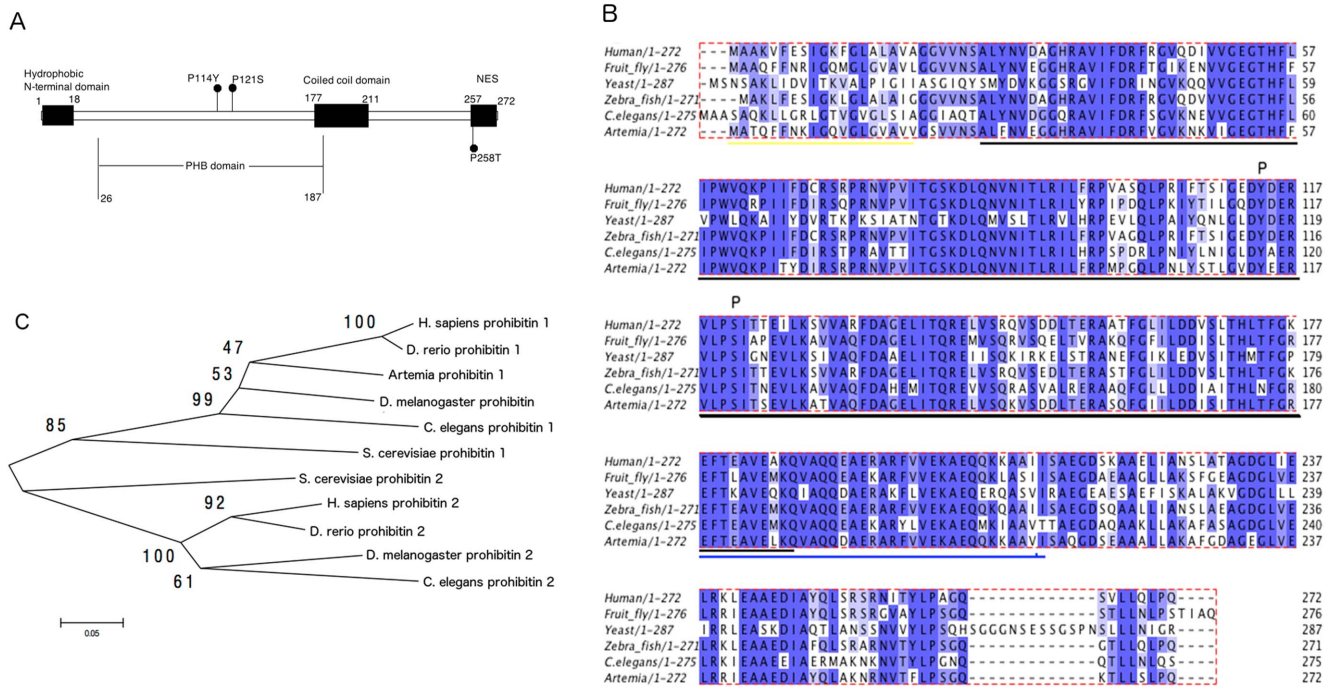 A
Hydrophobic
N-terminal domain
1 18
P114Y P121S
Coiled coil domain
177 211
NES
257 272
P258T
PHB domain
26 187
B
Human/1-272 ---MAAKVFESIGKFGLALAVAGGVVNSALYNVDAGHRAVIFDRFRGVQDIVVGEGTHFL 57
Fruit_fly/1-276 ---MAAQFFNRIGQMGLGVAVLGGVVNSALYNVEGGHRAVIFDRFTGIKENVVGEGTHFF 57
Yeast/1-287 -MSNSAKLIDVITKVALPIGIIASGIQYSMYDVKGGSRGVIFDRINGVKQQVVGEGTHFL 59
Zebra_fish/1-271 ----MAKLFESIGKLGLALAIGGGVVNSALYNVDAGHRAVIFDRFRGVQDVVVGEGTHFL 56
C.elegans/1-275 MAASAQKLLGRLGTVGVGLSIAGGIAQTALYNVDGGQRAVIFDRFSGVKNEVVGEGTHFL 60
Artemia/1-272 ---MATQFFNKIGQVGLGVAVVGSVVNSALFNVEGGHRAVIFDRFVGVKNKVIGEGTHFF 57
P
Human/1-272 IPWVQKPIIFDCRSRPRNVPVITGSKDLQNVNITLRILFRPVASQLPRIFTSIGEDYDER 117
Fruit_fly/1-276 IPWVQRPIIFDIRSQPRNVPVITGSKDLQNVNITLRILYRPIPDQLPKIYTILGQDYDER 117
Yeast/1-287 VPWLQKAIIYDVRTKPKSIATNTGTKDLQMVSLTLRVLHRPEVLQLPAIYQNLGLDYDER 119
Zebra_fish/1-271 IPWVQKPIIFDCRSRPRNVPVITGSKDLQNVNITLRILFRPVAGQLPRIFTSIGEDYDER 116
C.elegans/1-275 IPWVQKPIIFDIRSTPRAVTTITGSKDLQNVNITLRILHRPSPDRLPNIYLNIGLDYAER 120
Artemia/1-272 IPWVQKPITYDIRSRPRNVPVITGSKDLQNVNITLRILFRPMPGQLPNLYSTLGVDYEER 117
P
Human/1-272 VLPSITTEILKSVVARFDAGELITQRELVSRQVSDDLTERAATFGLILDDVSLTHLTFGK 177
Fruit_fly/1-276 VLPSIAPEVLKAVVAQFDAGELITQREMVSQRVSQELTVRAKQFGFILDDISLTHLTFGR 177
Yeast/1-287 VLPSIGNEVLKSIVAQFDAAELITQREIISQKIRKELSTRANEFGIKLEDVSITHMTFGP 179
Zebra_fish/1-271 VLPSITTEVLKSVVARFDAGELITQRELVSRQVSEDLTERASTFGLILDDVSLTHLTFGK 176
C.elegans/1-275 VLPSITNEVLKAVVAQFDAHEMITQREVVSQRASVALRERAAQFGLLLDDIAITHLNFGR 180
Artemia/1-272 VLPSITSEVLKATVAQFDAGELITQRELVSQKVSDDLTERASQFGLILDDISITHLTFGR 177
Human/1-272 EFTEAVEAKQVAQQEAERARFVVEKAEQQKKAAIISAEGDSKAAELIANSLATAGDGLIE 237
Fruit_fly/1-276 EFTLAVEMKQVAQQEAEKARFVVEKAEQQKLASIISAEGDAEAAGLLAKSFGEAGDGLVE 237
Yeast/1-287 EFTKAVEQKQIAQQDAERAKFLVEKAEQERQASVIRAEGEAESAEFISKALAKVGDGLLL 239
Zebra_fish/1-271 EFTEAVEMKQVAQQEAERARFVVEKAEQQKQAAIISAEGDSQAAELIANSLAEAGDGLVE 236
C.elegans/1-275 EFTEAVEMKQVAQQEAEKARYLVEKAEQMKIAAVTTAEGDAQAAKLLAKAFASAGDGLVE 240
Artemia/1-272 EFTEAVELKQVAQQDAERARFVVEKAEQQKKAAVISAQGDSEAAALLAKAFGDAGEGLVE 237
Human/1-272 LRKLEAAEDIAYQLSRSRNITYLPAGQ-------------SVLLQLPQ---- 272
Fruit_fly/1-276 LRRIEAAEDIAYQLSRSRGVAYLPSGQ-------------STLLNLPSTIAQ 276
Yeast/1-287 IRRLEASKDIAQTLANSSNVVYLPSQHSGGGNSESSGSPNSLLLNIGR---- 287
Zebra_fish/1-271 LRKLEAAEDIAFQLSRARNVTYLPSGQ-------------GTLLQLPQ---- 271
C.elegans/1-275 LRKIEAAEEIAERMAKNKNVTYLPGNQ-------------QTLLNLQS---- 275
Artemia/1-272 LRKIEAAEDIAYQLAKNRNVTFLPSGQ-------------KTLLSLPQ---- 272
C
100 H. sapiens prohibitin 1
D. rerio prohibitin 1
47 Artemia prohibitin 1
53 D. melanogaster prohibitin
99 C. elegans prohibitin 1
85 S. cerevisiae prohibitin 1
S. cerevisiae prohibitin 2
92 H. sapiens prohibitin 2
D. rerio prohibitin 2
100 D. melanogaster prohibitin 2
61 C. elegans prohibitin 2
0.05